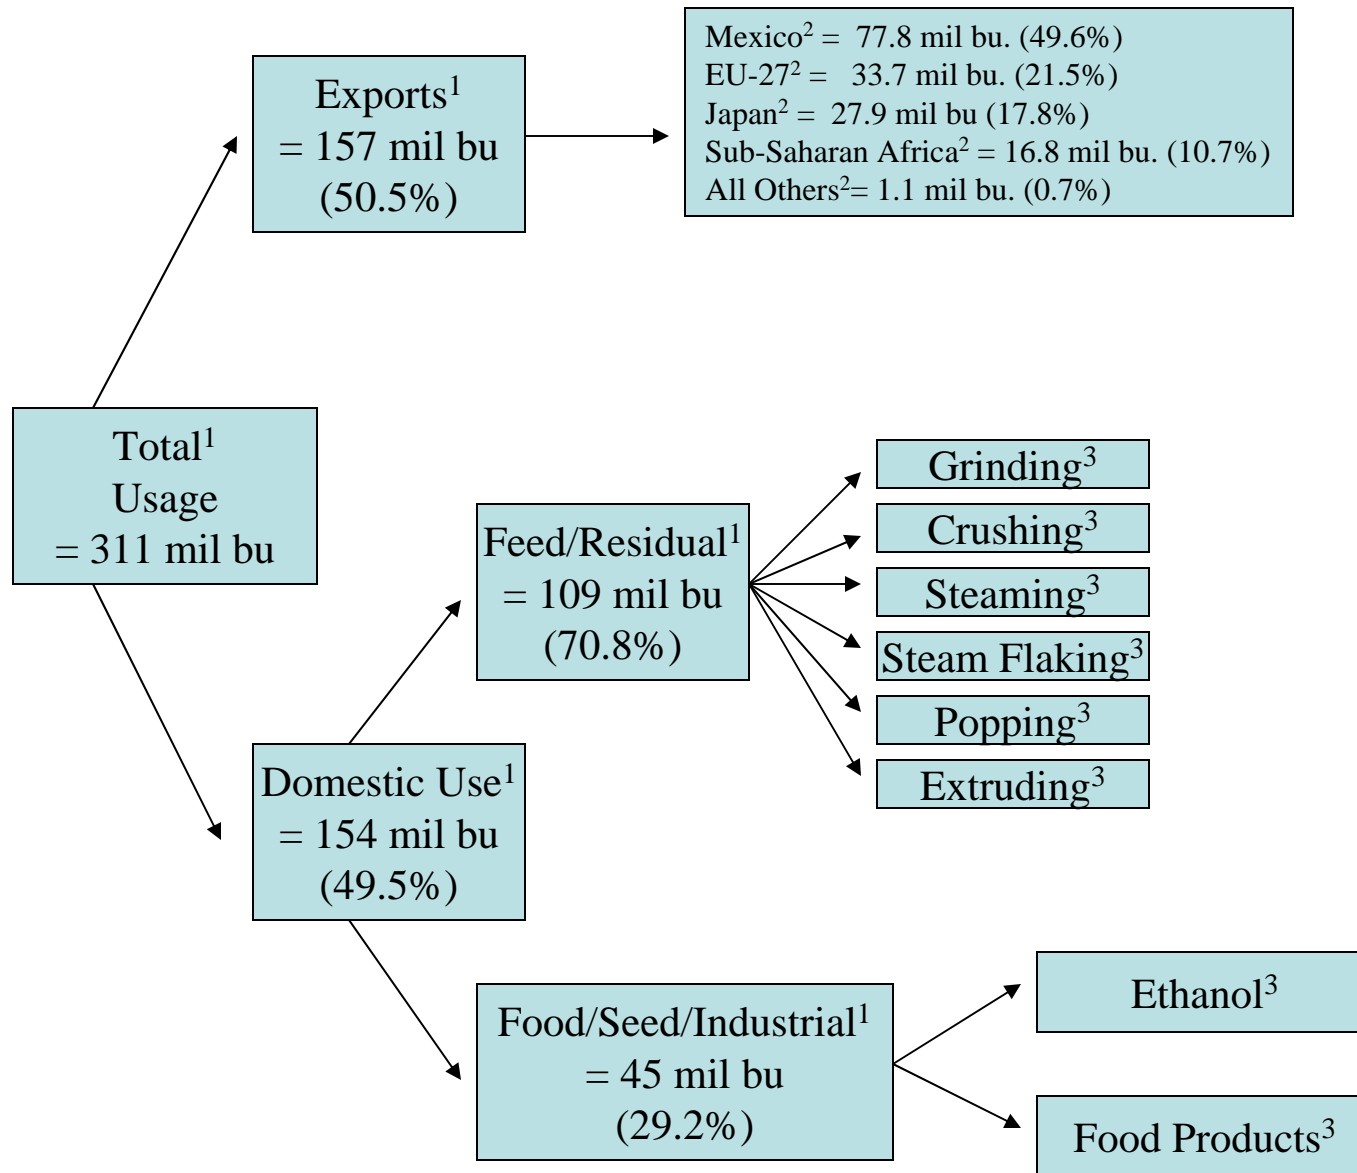 Mexico² = 77.8 mil bu. (49.6%)
EU-27² = 33.7 mil bu. (21.5%)
Japan² = 27.9 mil bu (17.8%)
Sub-Saharan Africa² = 16.8 mil bu. (10.7%)
All Others²= 1.1 mil bu. (0.7%)
Exports¹
= 157 mil bu
(50.5%)
Total¹
Usage
= 311 mil bu
Grinding³
Crushing³
Steaming³
Steam Flaking³
Popping³
Extruding³
Feed/Residual¹
= 109 mil bu
(70.8%)
Domestic Use¹
= 154 mil bu
(49.5%)
Food/Seed/Industrial¹
= 45 mil bu
(29.2%)
Ethanol³
Food Products³